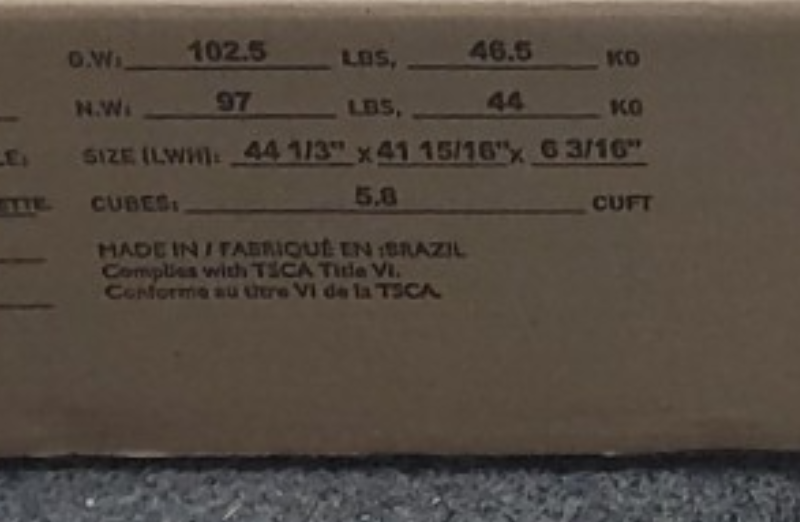 G.W: 102.5 LBS, 46.5 KG
N.W: 97 LBS, 44 KG
LE: SIZE (LWH): 44 1/3" x 41 15/16" x 6 3/16"
ETTE CUBES: 5.8 CUFT
MADE IN / FABRIQUÉ EN :BRAZIL
Complies with TSCA Title VI.
Conforme au titre VI de la TSCA.